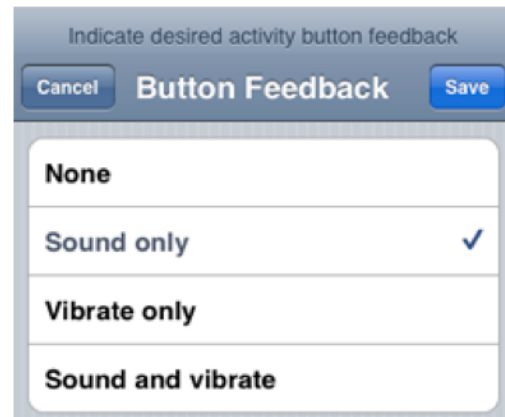 Indicate desired activity button feedback
Cancel Button Feedback Save
None
Sound only
Vibrate only
Sound and vibrate